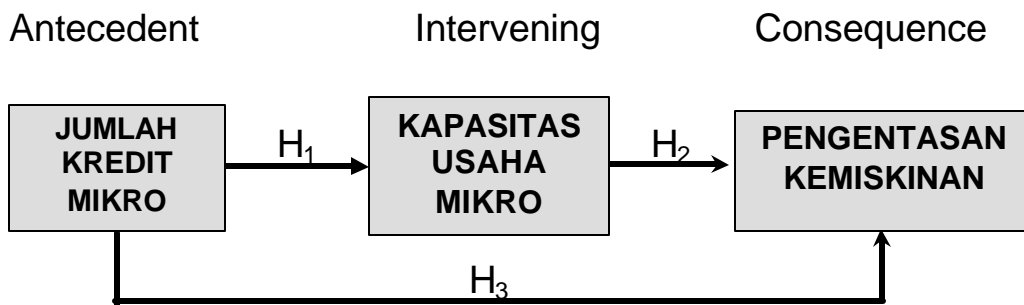 Antecedent
Intervening
Consequence
JUMLAH
KREDIT
MIKRO
H₁
KAPASITAS
USAHA
MIKRO
H₂
PENGENTASAN
KEMISKINAN
H₃